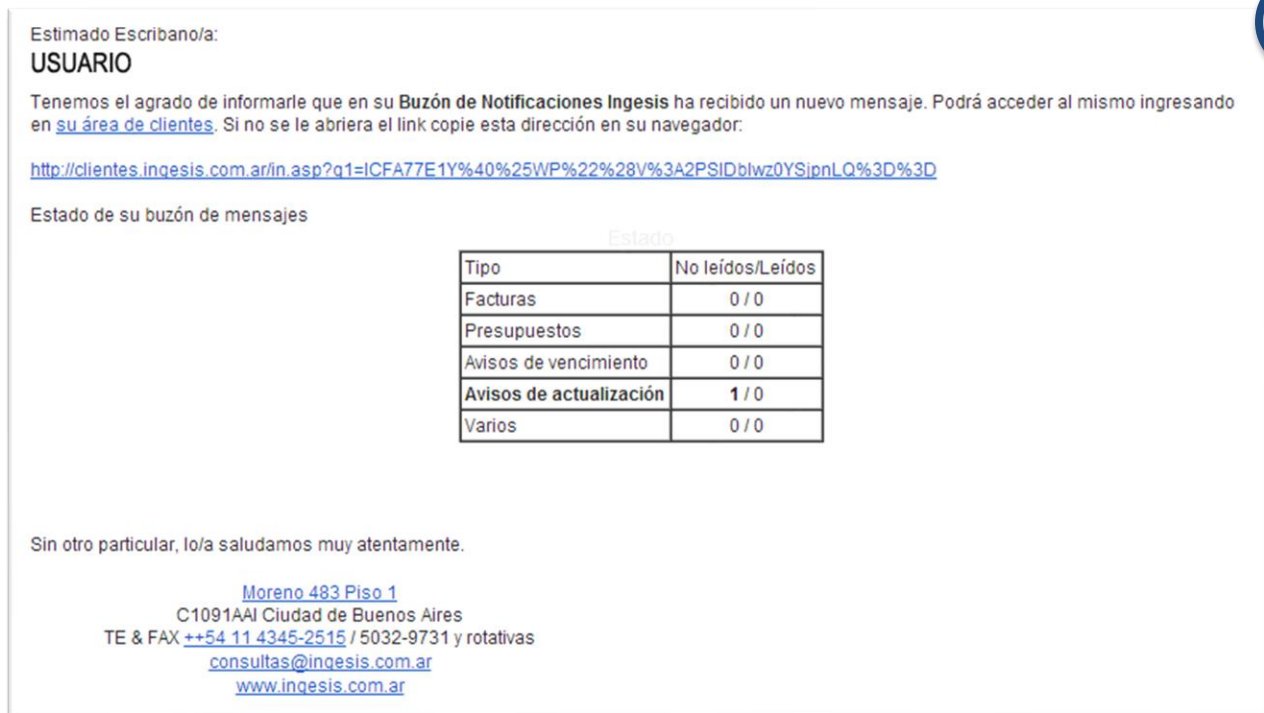 Estimado Escribano/a:
USUARIO
Tenemos el agrado de informarle que en su Buzón de Notificaciones Ingesis ha recibido un nuevo mensaje. Podrá acceder al mismo ingresando
en su área de clientes. Si no se le abriera el link copie esta dirección en su navegador:
http://clientes.ingesis.com.ar/in.asp?q1=ICFA77E1Y%40%25WP%22%28V%3A2PSIDblwz0YSjpnLQ%3D%3D
Estado de su buzón de mensajes
Estado
Tipo No leídos/Leídos
Facturas 0 / 0
Presupuestos 0 / 0
Avisos de vencimiento 0 / 0
Avisos de actualización 1 / 0
Varios 0 / 0
Sin otro particular, lo/a saludamos muy atentamente.
Moreno 483 Piso 1
C1091AAI Ciudad de Buenos Aires
TE & FAX ++54 11 4345-2515 / 5032-9731 y rotativas
consultas@ingesis.com.ar
www.ingesis.com.ar